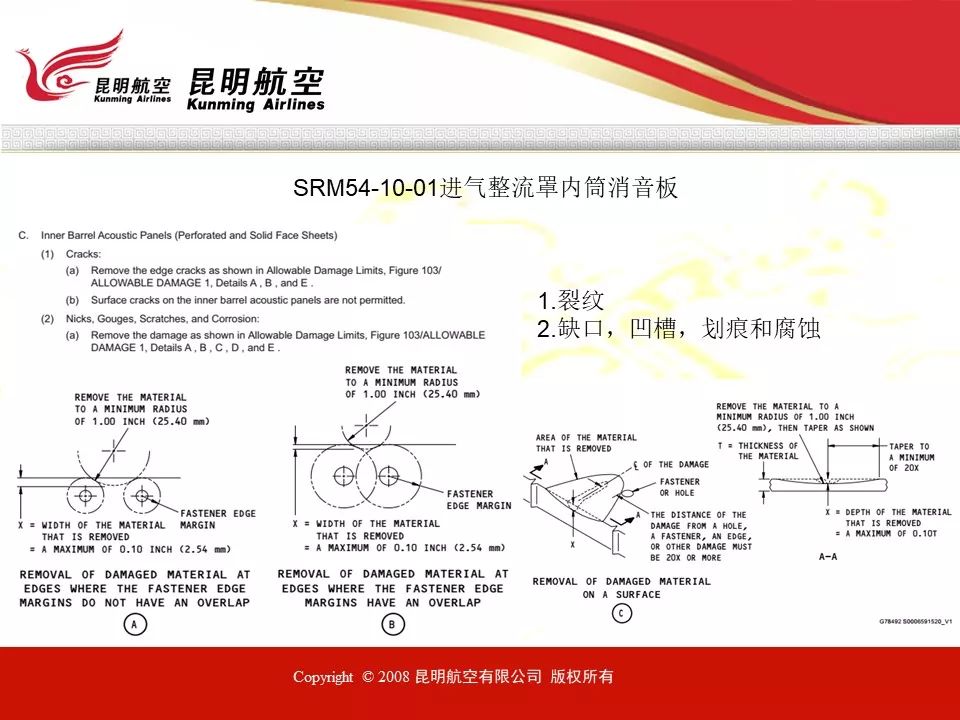 昆明航空
Kunming Airlines
昆明航空
Kunming Airlines
SRM54-10-01进气整流罩内筒消音板
C. Inner Barrel Acoustic Panels (Perforated and Solid Face Sheets)
(1) Cracks:
(a) Remove the edge cracks as shown in Allowable Damage Limits, Figure 103/
ALLOWABLE DAMAGE 1, Details A , B , and E .
(b) Surface cracks on the inner barrel acoustic panels are not permitted.
(2) Nicks, Gouges, Scratches, and Corrosion:
(a) Remove the damage as shown in Allowable Damage Limits, Figure 103/ALLOWABLE
DAMAGE 1, Details A , B , C , D , and E .
1.裂纹
2.缺口，凹槽，划痕和腐蚀
REMOVE THE MATERIAL
TO A MINIMUM RADIUS
OF 1.00 INCH (25.40 mm)
FASTENER EDGE
MARGIN
X = WIDTH OF THE MATERIAL
THAT IS REMOVED
= A MAXIMUM OF 0.10 INCH (2.54 mm)
REMOVAL OF DAMAGED MATERIAL AT
EDGES WHERE THE FASTENER EDGE
MARGINS DO NOT HAVE AN OVERLAP
A
REMOVE THE MATERIAL
TO A MINIMUM RADIUS
OF 1.00 INCH (25.40 mm)
FASTENER
EDGE MARGIN
X = WIDTH OF THE MATERIAL
THAT IS REMOVED
= A MAXIMUM OF 0.10 INCH (2.54 mm)
REMOVAL OF DAMAGED MATERIAL AT
EDGES WHERE THE FASTENER EDGE
MARGINS HAVE AN OVERLAP
B
AREA OF THE MATERIAL
THAT IS REMOVED
A
℄ OF THE DAMAGE
FASTENER
OR HOLE
A
THE DISTANCE OF THE
DAMAGE FROM A HOLE,
A FASTENER, AN EDGE,
OR OTHER DAMAGE MUST
BE 20X OR MORE
X
REMOVAL OF DAMAGED MATERIAL
ON A SURFACE
C
REMOVE THE MATERIAL TO A
MINIMUM RADIUS OF 1.00 INCH
(25.40 mm), THEN TAPER AS SHOWN
T = THICKNESS OF
THE MATERIAL
TAPER TO
A MINIMUM
OF 20X
X = DEPTH OF THE MATERIAL
THAT IS REMOVED
= A MAXIMUM OF 0.10T
A-A
G78492 S0006591520_V1
Copyright © 2008 昆明航空有限公司 版权所有